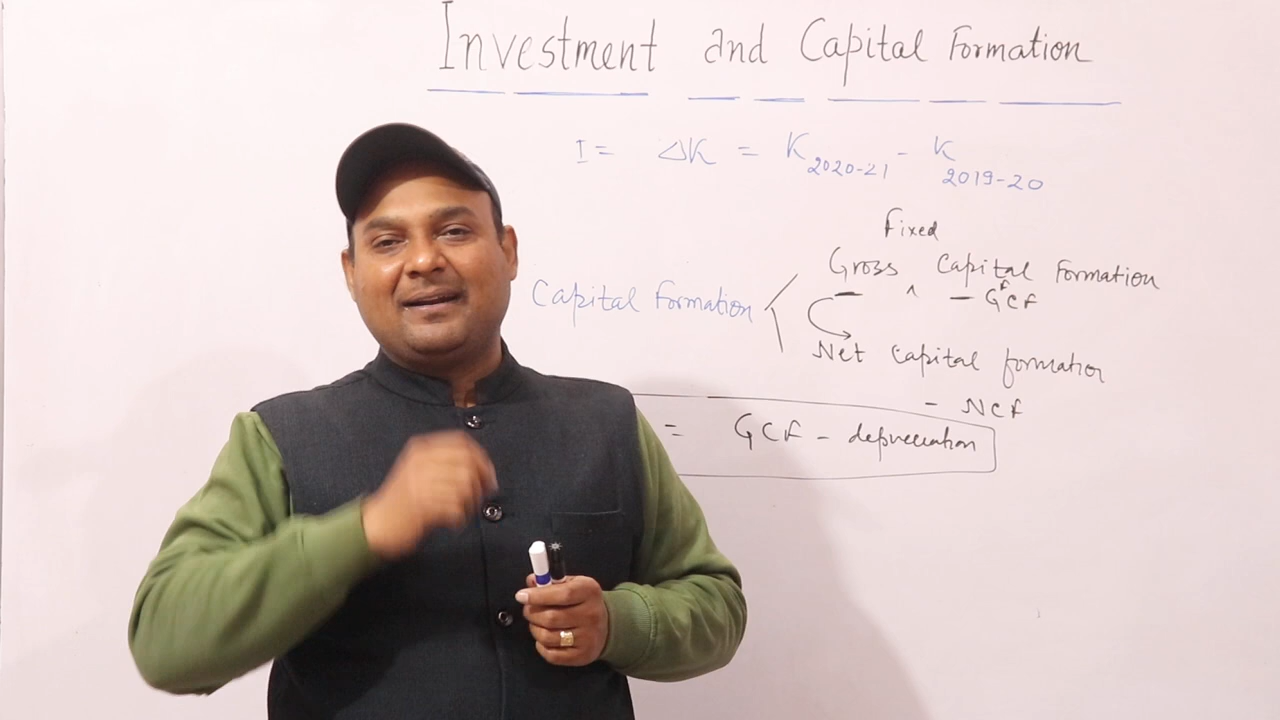 Investment and Capital Formation
I = ΔK = K2020-21 - K2019-20
Fixed
Capital Formation < Gross ^ Capital Formation
- GFCF
Net Capital formation
- NCF
= GCF - depreciation